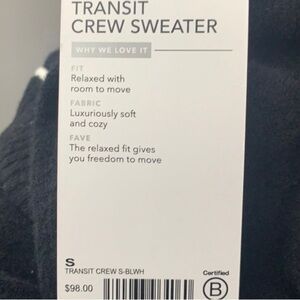 TRANSIT
CREW SWEATER
WHY WE LOVE IT
FIT
Relaxed with
room to move
FABRIC
Luxuriously soft
and cozy
FAVE
The relaxed fit gives
you freedom to move
S
TRANSIT CREW S-BLWH
$98.00
Certified
B